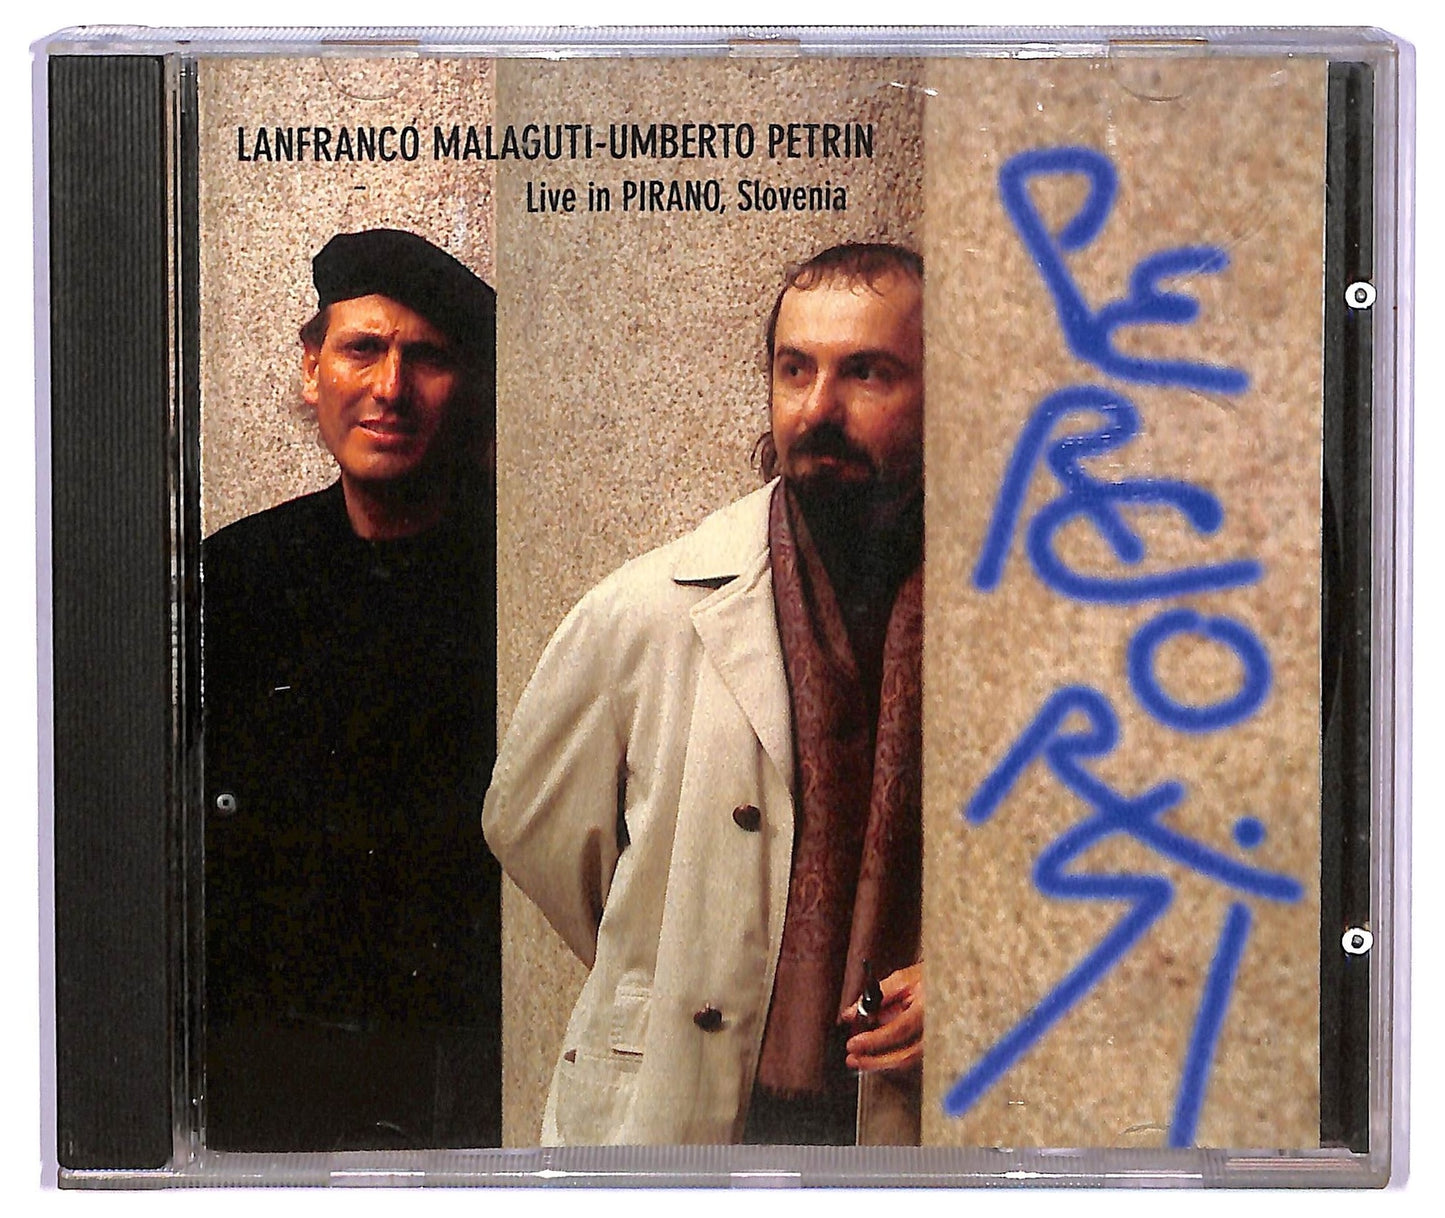 LANFRANCO MALAGUTI-UMBERTO PETRIN
Live in PIRANO, Slovenia
PERCORSI